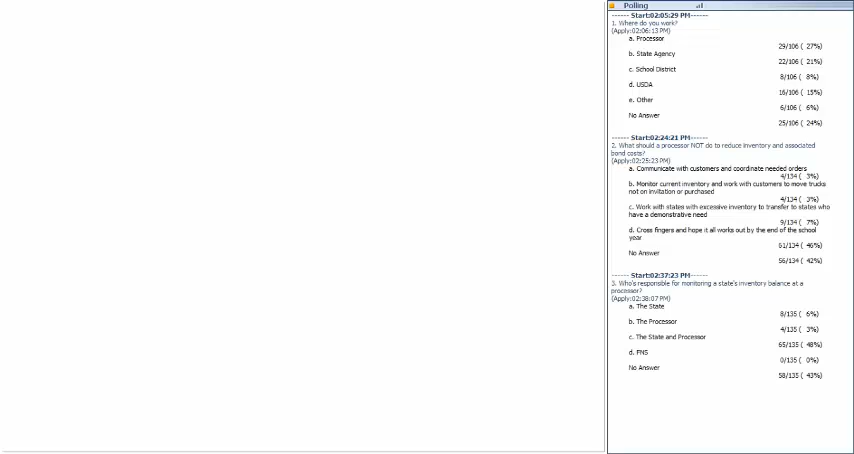 Polling
------ Start:02:05:29 PM------
1. Where do you work?
(Apply:02:06:13 PM)
a. Processor
29/106 ( 27%)
b. State Agency
22/106 ( 21%)
c. School District
8/106 ( 8%)
d. USDA
16/106 ( 15%)
e. Other
6/106 ( 6%)
No Answer
25/106 ( 24%)
------ Start:02:24:21 PM------
2. What should a processor NOT do to reduce inventory and associated
bond costs?
(Apply:02:25:23 PM)
a. Communicate with customers and coordinate needed orders
4/134 ( 3%)
b. Monitor current inventory and work with customers to move trucks
not on invitation or purchased
4/134 ( 3%)
c. Work with states with excessive inventory to transfer to states who
have a demonstrative need
9/134 ( 7%)
d. Cross fingers and hope it all works out by the end of the school
year
61/134 ( 46%)
No Answer
56/134 ( 42%)
------ Start:02:37:23 PM------
3. Who's responsible for monitoring a state's inventory balance at a
processor?
(Apply:02:38:07 PM)
a. The State
8/135 ( 6%)
b. The Processor
4/135 ( 3%)
c. The State and Processor
65/135 ( 48%)
d. FNS
0/135 ( 0%)
No Answer
58/135 ( 43%)